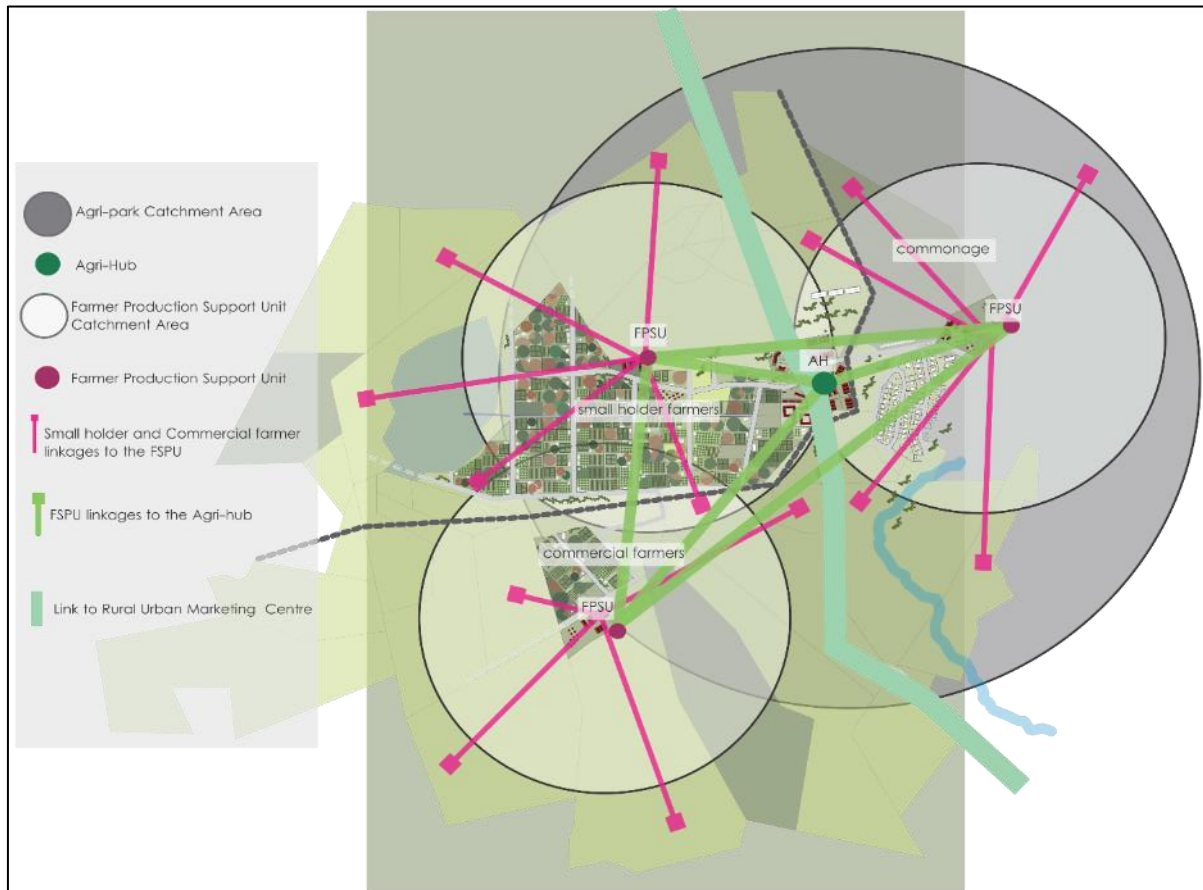 Agri-park Catchment Area
Agri-Hub
Farmer Production Support Unit
Catchment Area
Farmer Production Support Unit
Small holder and Commercial farmer
linkages to the FSPU
FSPU linkages to the Agri-hub
Link to Rural Urban Marketing Centre
commonage
FPSU
FPSU
AH
small holder farmers
commercial farmers
FPSU